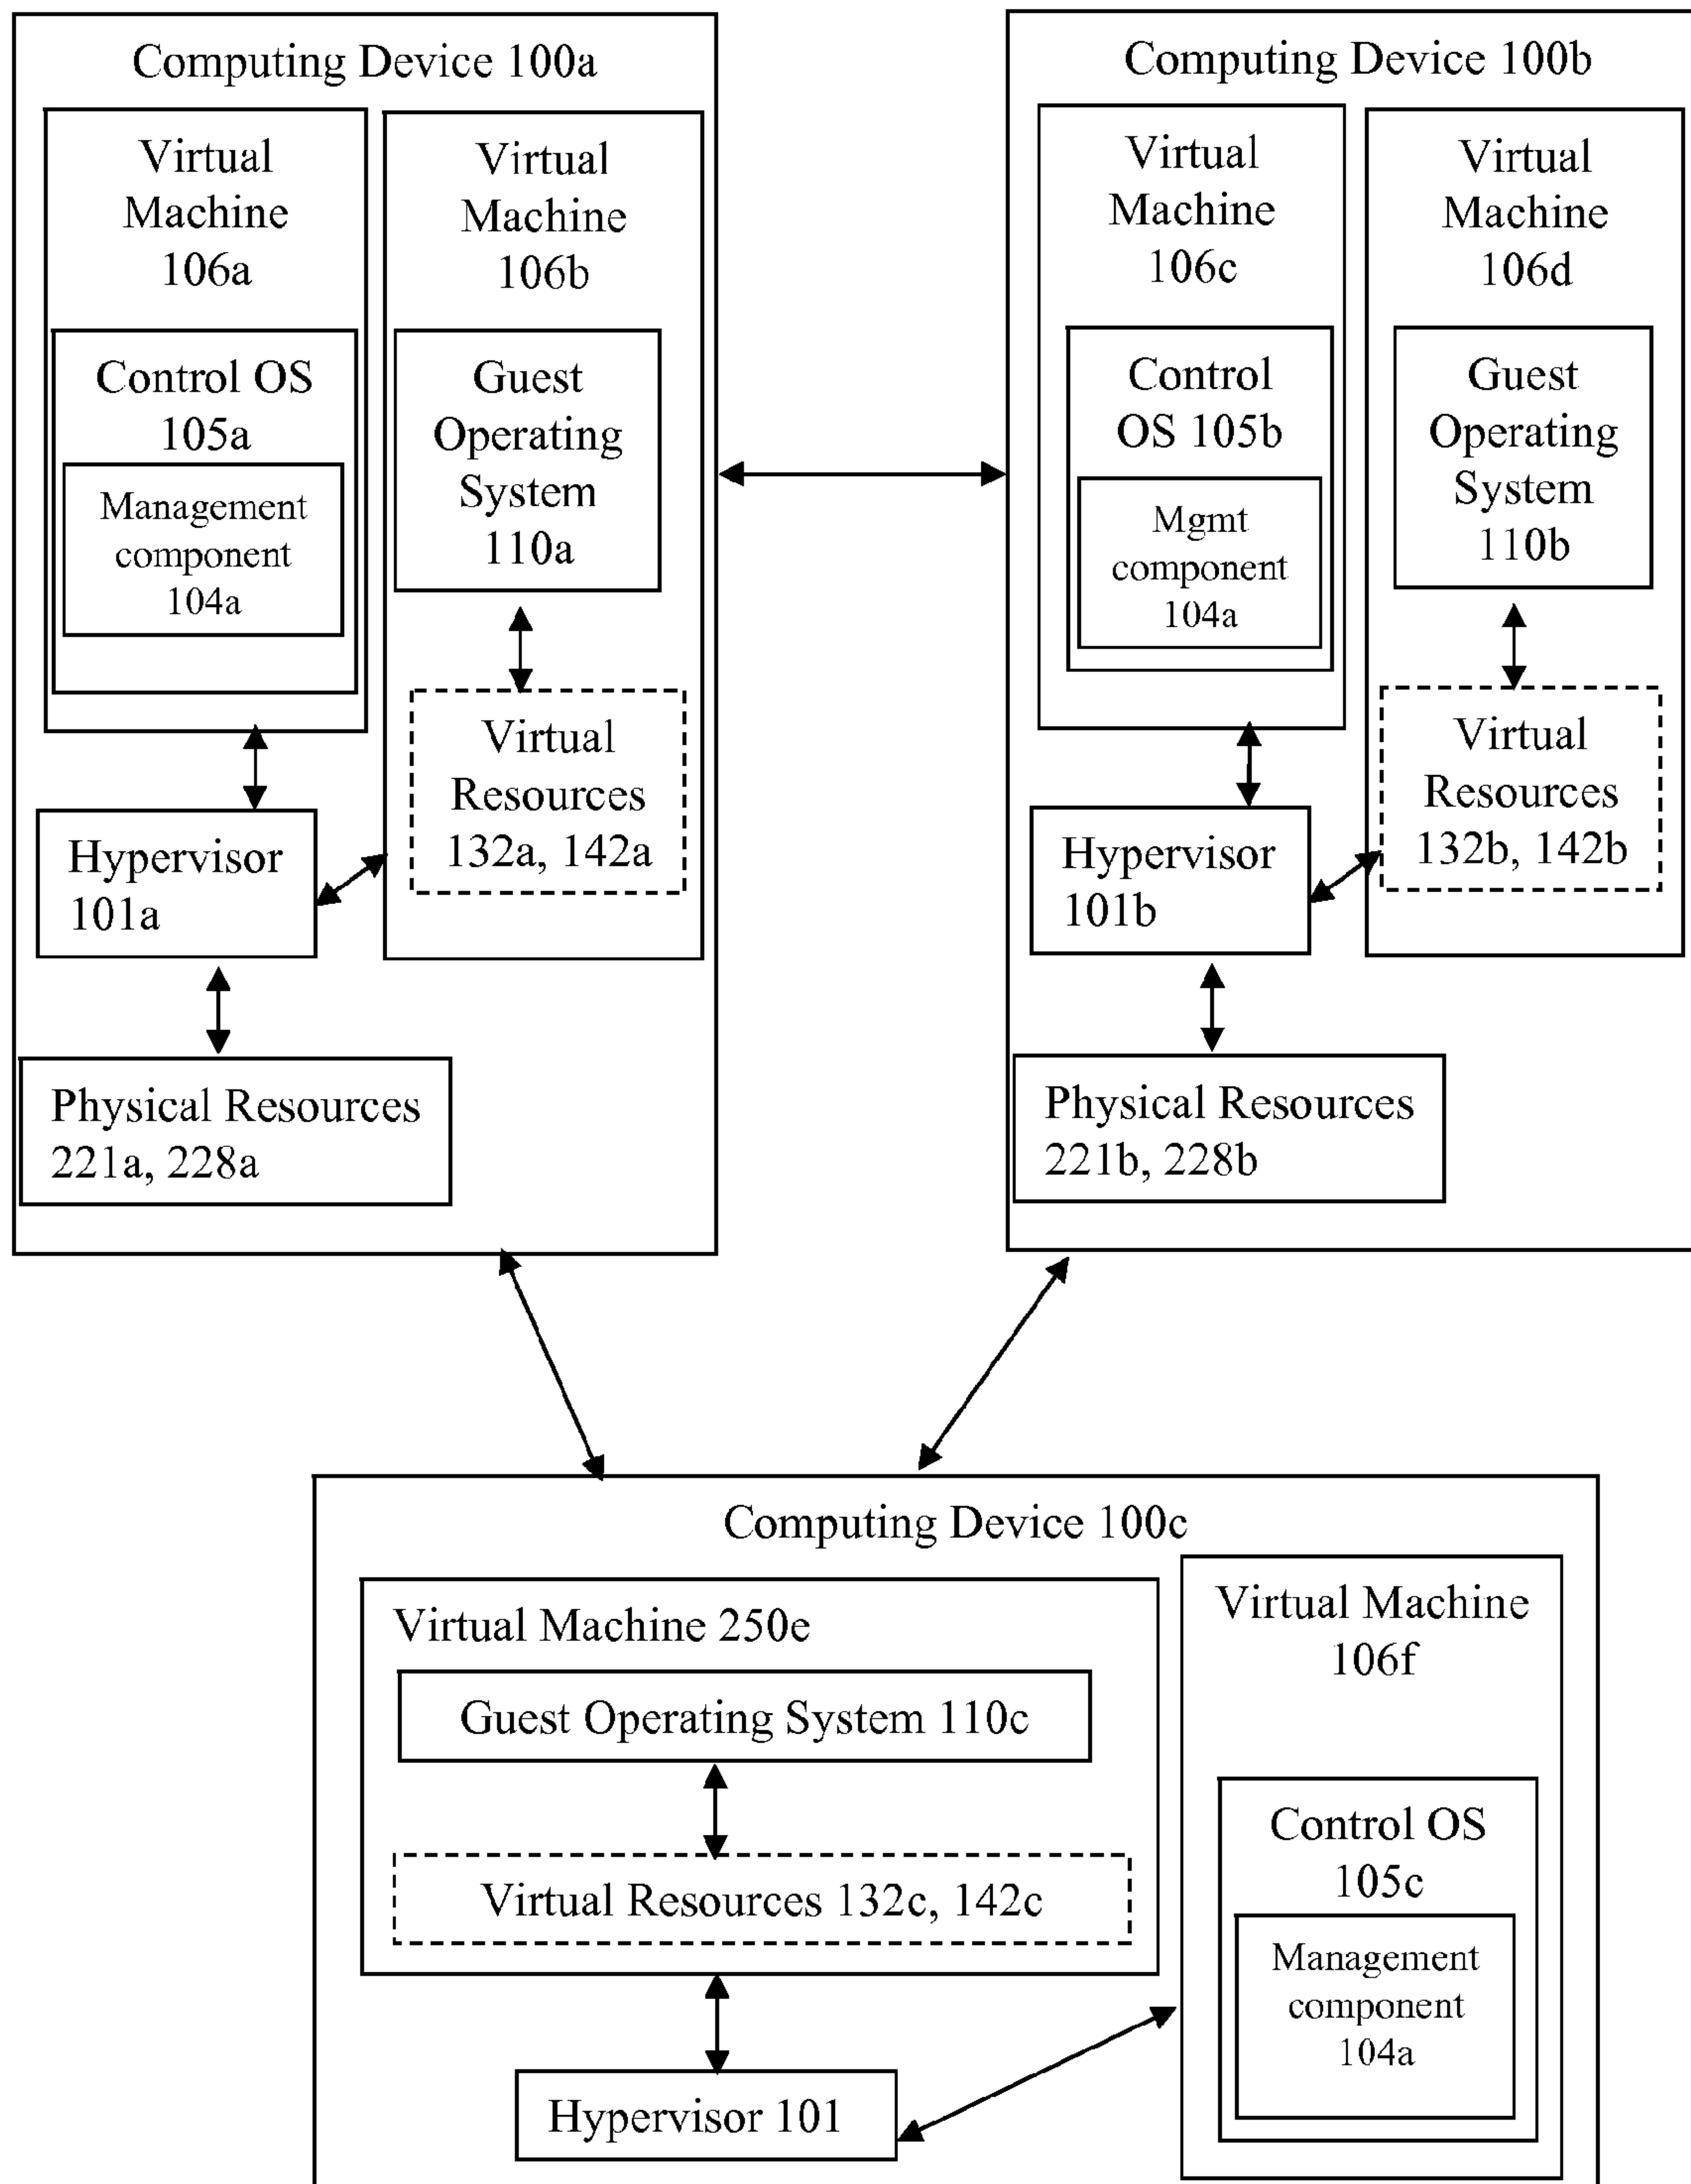 Computing Device 100a
Virtual
Machine
106a
Control OS
105a
Management
component
104a
Virtual
Machine
106b
Guest
Operating
System
110a
Virtual
Resources
132a, 142a
Hypervisor
101a
Physical Resources
221a, 228a
Computing Device 100b
Virtual
Machine
106c
Control
OS 105b
Mgmt
component
104a
Virtual
Machine
106d
Guest
Operating
System
110b
Virtual
Resources
132b, 142b
Hypervisor
101b
Physical Resources
221b, 228b
Computing Device 100c
Virtual Machine 250e
Guest Operating System 110c
Virtual Resources 132c, 142c
Hypervisor 101
Virtual Machine
106f
Control OS
105c
Management
component
104a